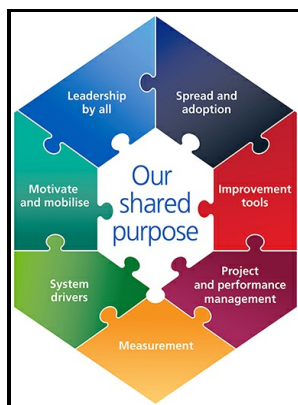 Leadership
by all
Spread and
adoption
Motivate
and mobilise
Our
shared
purpose
Improvement
tools
System
drivers
Project
and performance
management
Measurement